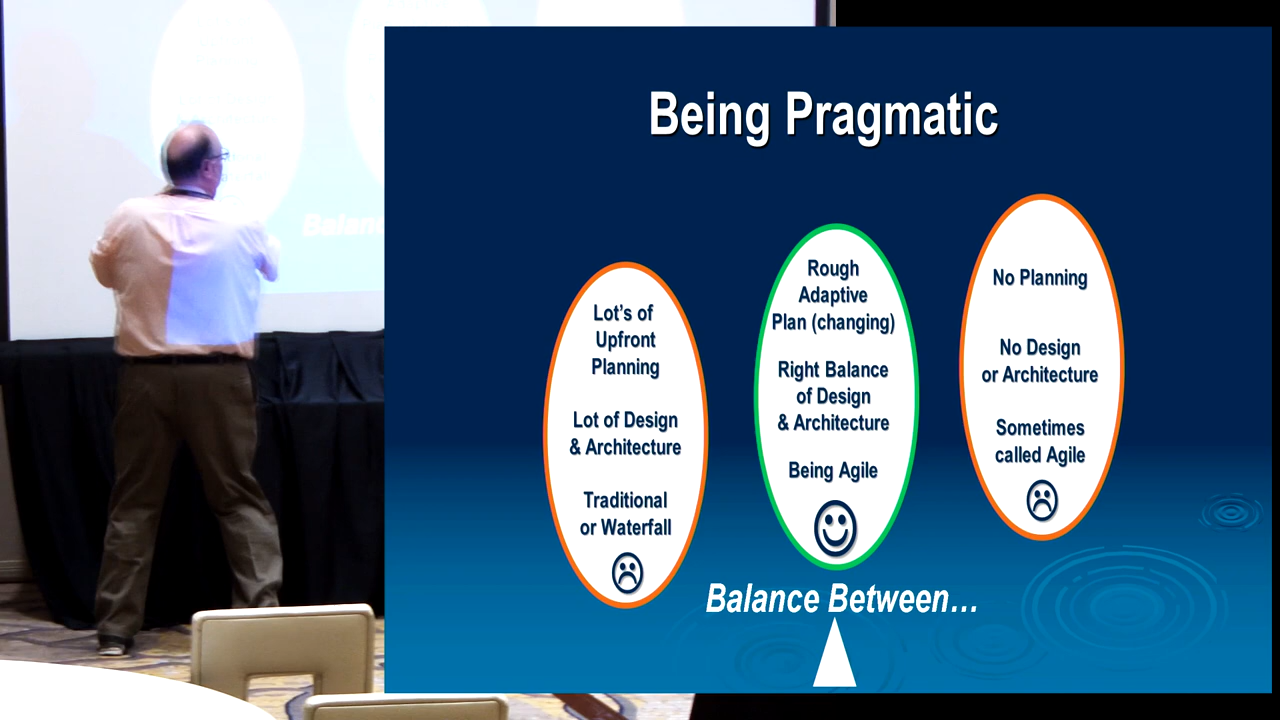 Being Pragmatic
Lot's of
Upfront
Planning
Lot of Design
& Architecture
Traditional
or Waterfall
Rough
Adaptive
Plan (changing)
Right Balance
of Design
& Architecture
Being Agile
No Planning
No Design
or Architecture
Sometimes
called Agile
Balance Between...
Balan